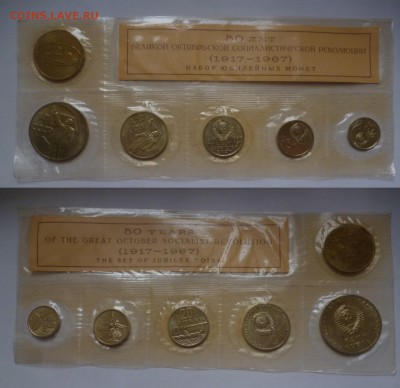 COINS.LAVE.RU
50 ЛЕТ
ВЕЛИКОЙ ОКТЯБРЬСКОЙ СОЦИАЛИСТИЧЕСКОЙ РЕВОЛЮЦИИ
(1917—1967)
НАБОР ЮБИЛЕЙНЫХ МОНЕТ
50 YEARS
OF THE GREAT OCTOBER SOCIALIST REVOLUTION
(1917—1967)
THE SET OF JUBILEE COINS